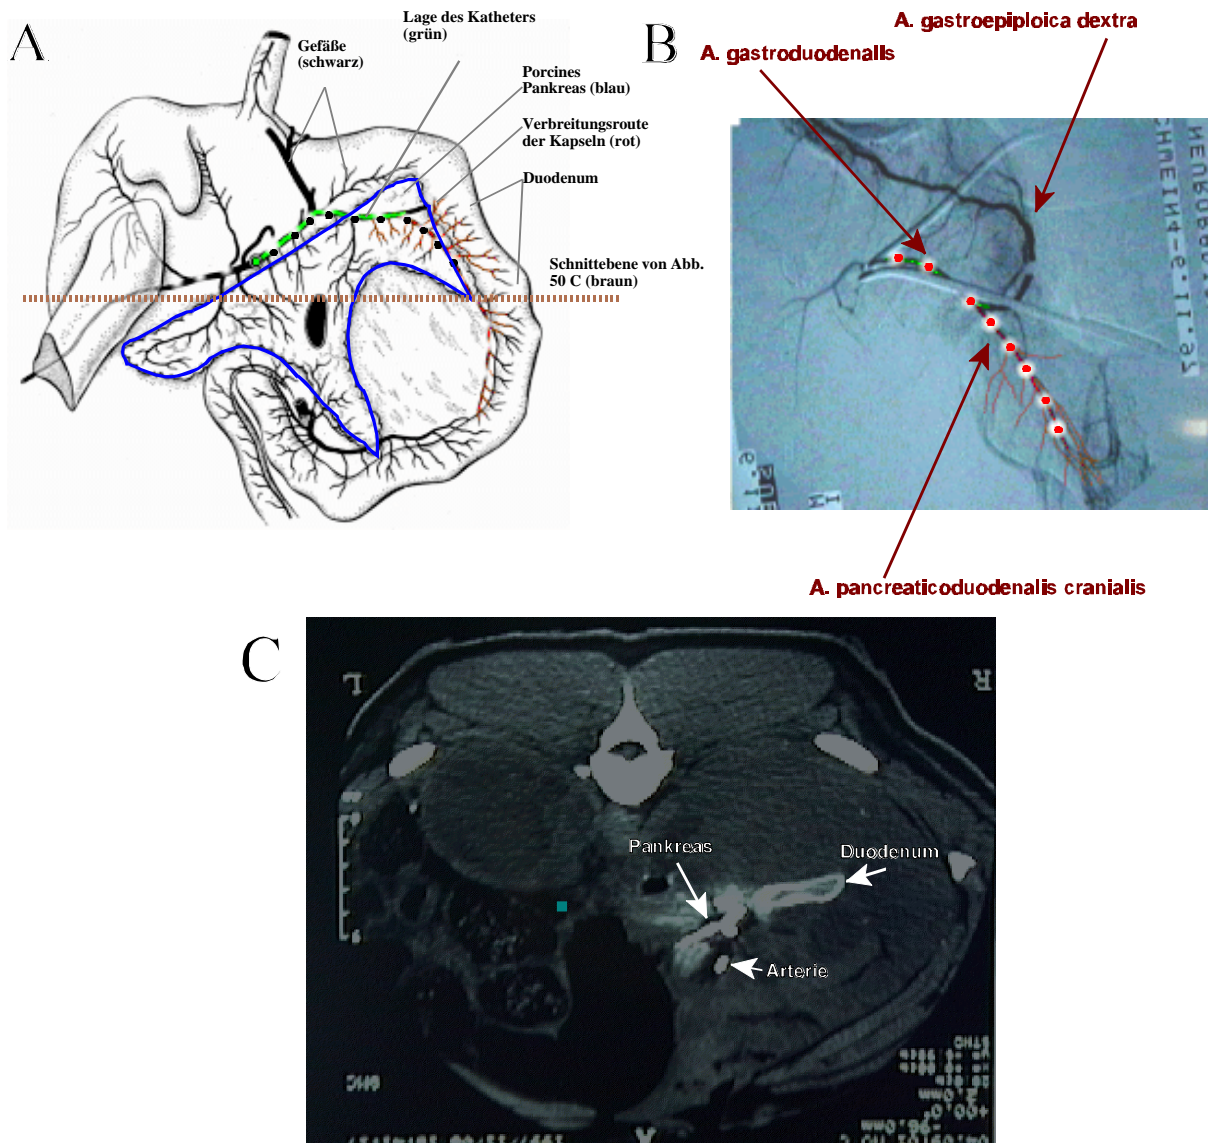 A
Lage des Katheters
(grün)
Gefäße
(schwarz)
Porcines
Pankreas (blau)
Verbreitungsroute
der Kapseln (rot)
Duodenum
Schnittebene von Abb.
50 C (braun)
B
A. gastroepiploica dextra
A. gastroduodenalis
A. pancreaticoduodenalis cranialis
C
L
R
Pankreas
Duodenum
Arterie